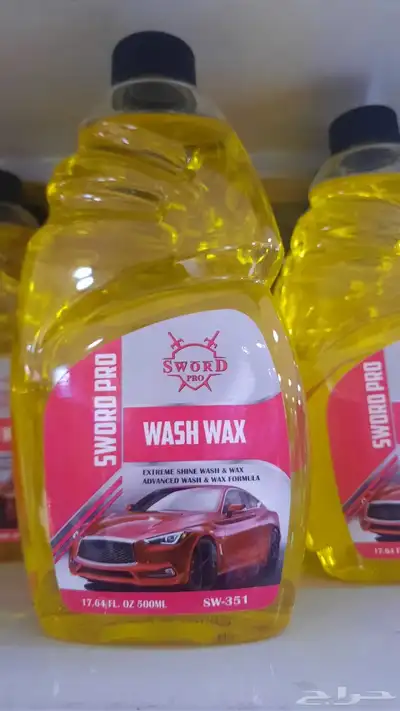 SWORD
PRO
SWORD PRO
WASH WAX
EXTREME SHINE WASH & WAX
ADVANCED WASH & WAX FORMULA
17.64 FL. OZ 500ML
SW-351
SWORD PRO
17.64
حراج